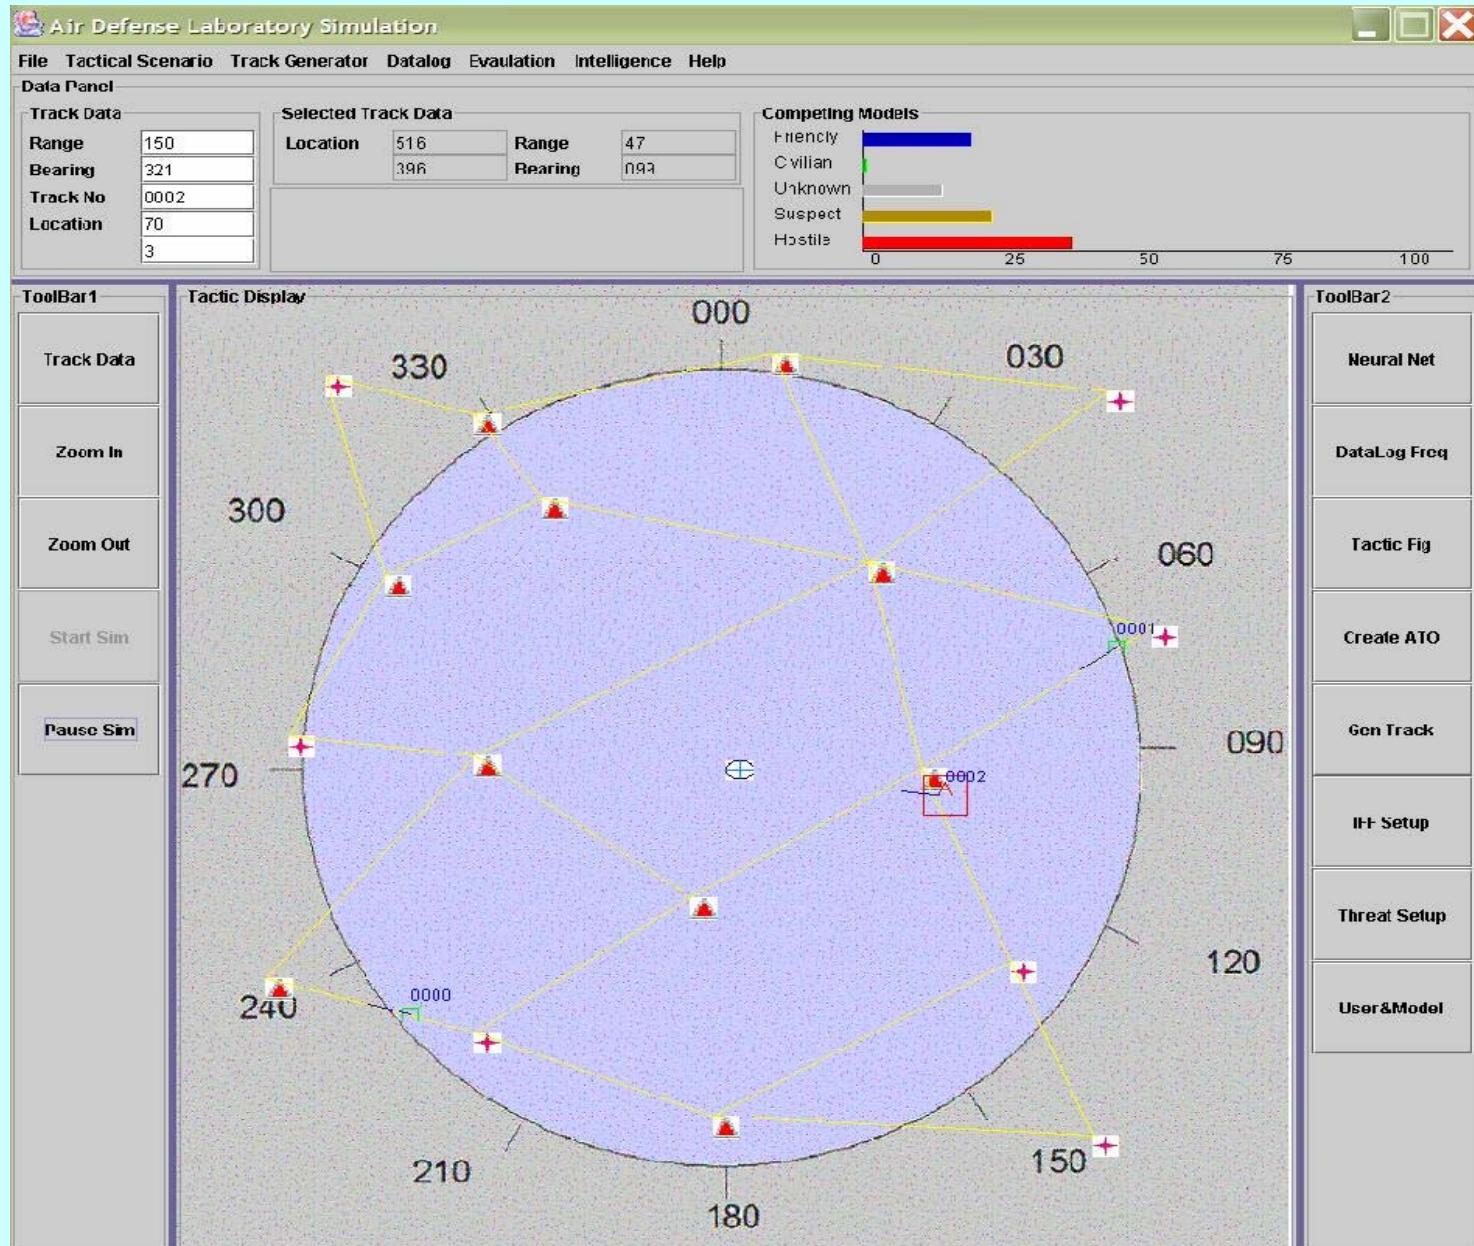 Air Defense Laboratory Simulation
File Tactical Scenario Track Generator Datalog Evaulation Intelligence Help
Data Panel
Track Data
Range 150
Bearing 321
Track No 0002
Location 70
3
Selected Track Data
Location 516 Range 47
396 Bearing 099
Competing Models
Friendly
Civilian
Unknown
Suspect
Hostile
0 25 50 75 100
ToolBar1
Track Data
Zoom In
Zoom Out
Start Sim
Pause Sim
Tactic Display
000
030
060
090
120
150
180
210
240
270
300
330
0001
0002
0000
ToolBar2
Neural Net
DataLog Freq
Tactic Fig
Create ATO
Gen Track
IFF Setup
Threat Setup
User&Model